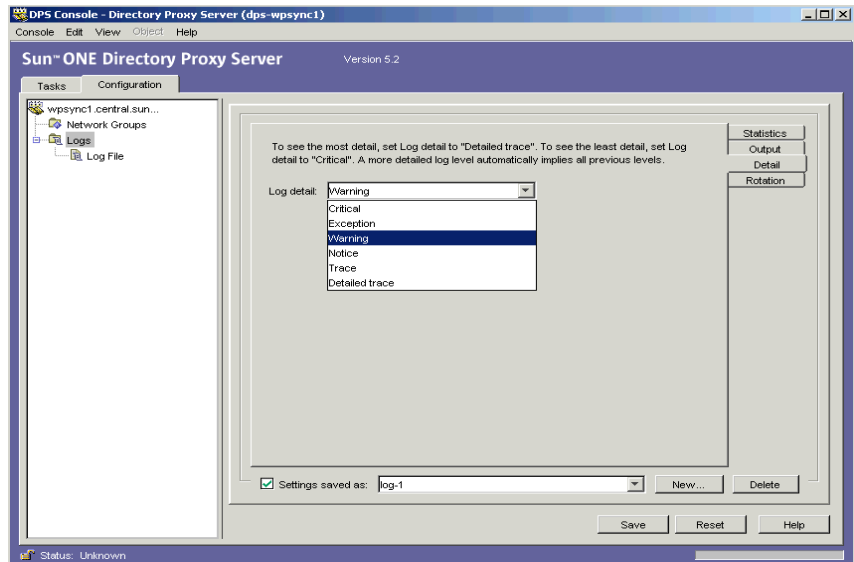 DPS Console - Directory Proxy Server (dps-wpsync1)
Console Edit View Object Help
Sun™ ONE Directory Proxy Server Version 5.2
Tasks Configuration
wpsync1.central.sun...
Network Groups
Logs
Log File
To see the most detail, set Log detail to "Detailed trace". To see the least detail, set Log
detail to "Critical". A more detailed log level automatically implies all previous levels.
Log detail: Warning
Critical
Exception
Warning
Notice
Trace
Detailed trace
Statistics
Output
Detail
Rotation
Settings saved as: log-1 New... Delete
Save Reset Help
Status: Unknown